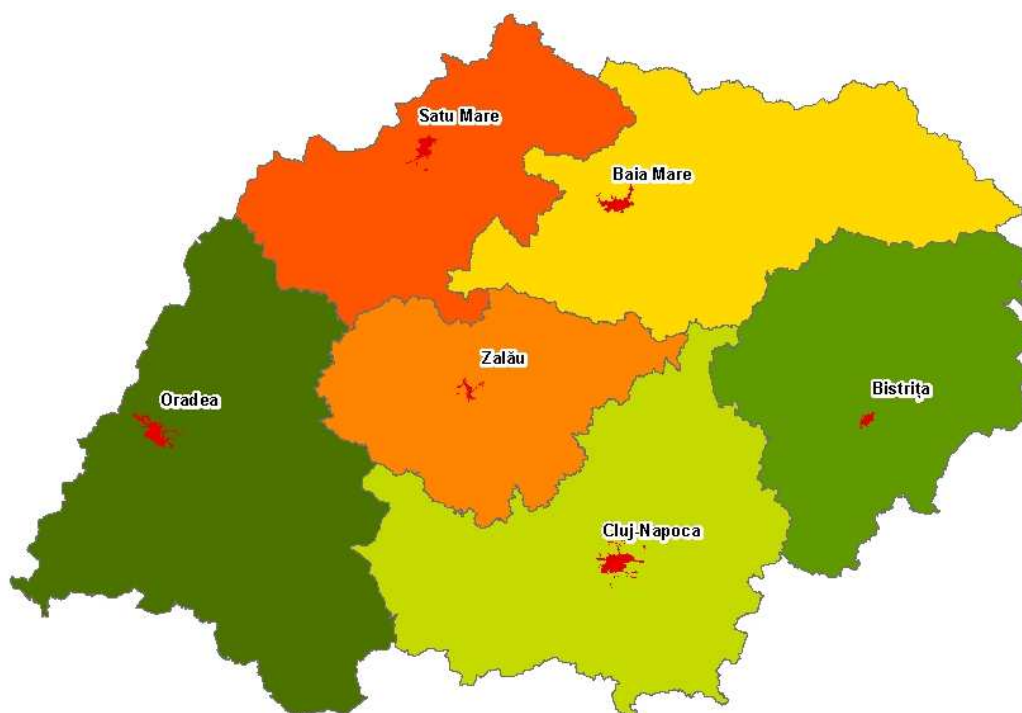 Satu Mare
Baia Mare
Zalău
Bistrița
Oradea
Cluj-Napoca